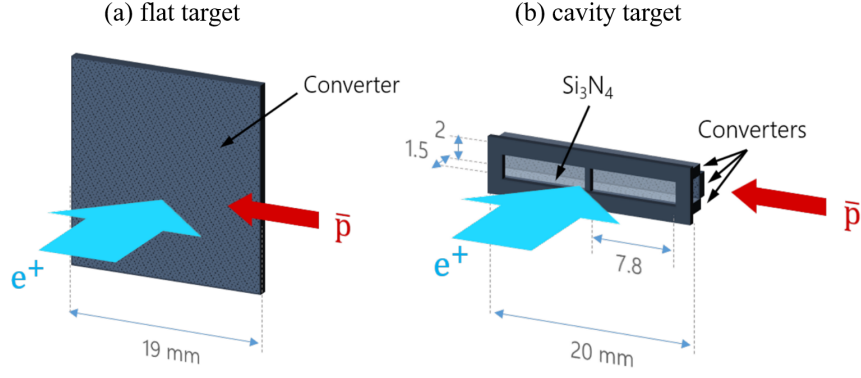 (a) flat target
(b) cavity target
Converter
p̄
e⁺
19 mm
Si₃N₄
Converters
2
1.5
p̄
e⁺
7.8
20 mm